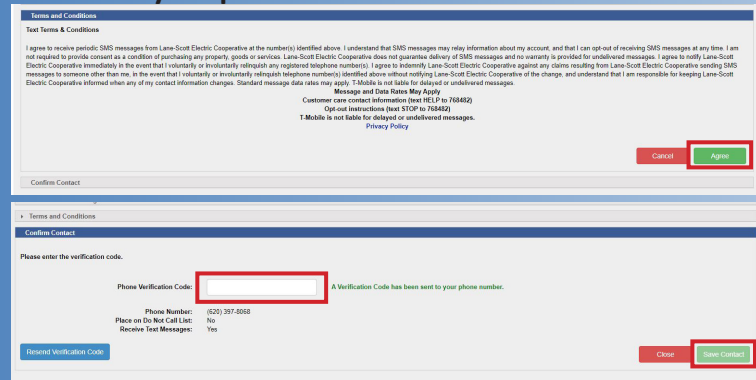 Terms and Conditions
Text Terms & Conditions
I agree to receive periodic SMS messages from Lane-Scott Electric Cooperative at the number(s) identified above. I understand that SMS messages may relay information about my account, and that I can opt-out of receiving SMS messages at any time. I am
not required to provide consent as a condition of purchasing any property, goods or services. Lane-Scott Electric Cooperative does not guarantee delivery of SMS messages and no warranty is provided for undelivered messages. I agree to notify Lane-Scott
Electric Cooperative immediately in the event that I voluntarily or involuntarily relinquish any registered telephone number(s). I agree to indemnify Lane-Scott Electric Cooperative against any claims resulting from Lane-Scott Electric Cooperative sending SMS
messages to someone other than me, in the event that I voluntarily or involuntarily relinquish telephone number(s) identified above without notifying Lane-Scott Electric Cooperative of the change, and understand that I am responsible for keeping Lane-Scott
Electric Cooperative informed when any of my contact information changes. Standard message data rates may apply. T-Mobile is not liable for delayed or undelivered messages.
Message and Data Rates May Apply
Customer care contact information (text HELP to 768482)
Opt-out instructions (text STOP to 768482)
T-Mobile is not liable for delayed or undelivered messages.
Privacy Policy
Cancel Agree
Confirm Contact
Terms and Conditions
Confirm Contact
Please enter the verification code.
Phone Verification Code: A Verification Code has been sent to your phone number.
Phone Number: (620) 397-8068
Place on Do Not Call List: No
Receive Text Messages: Yes
Resend Verification Code Close Save Contact